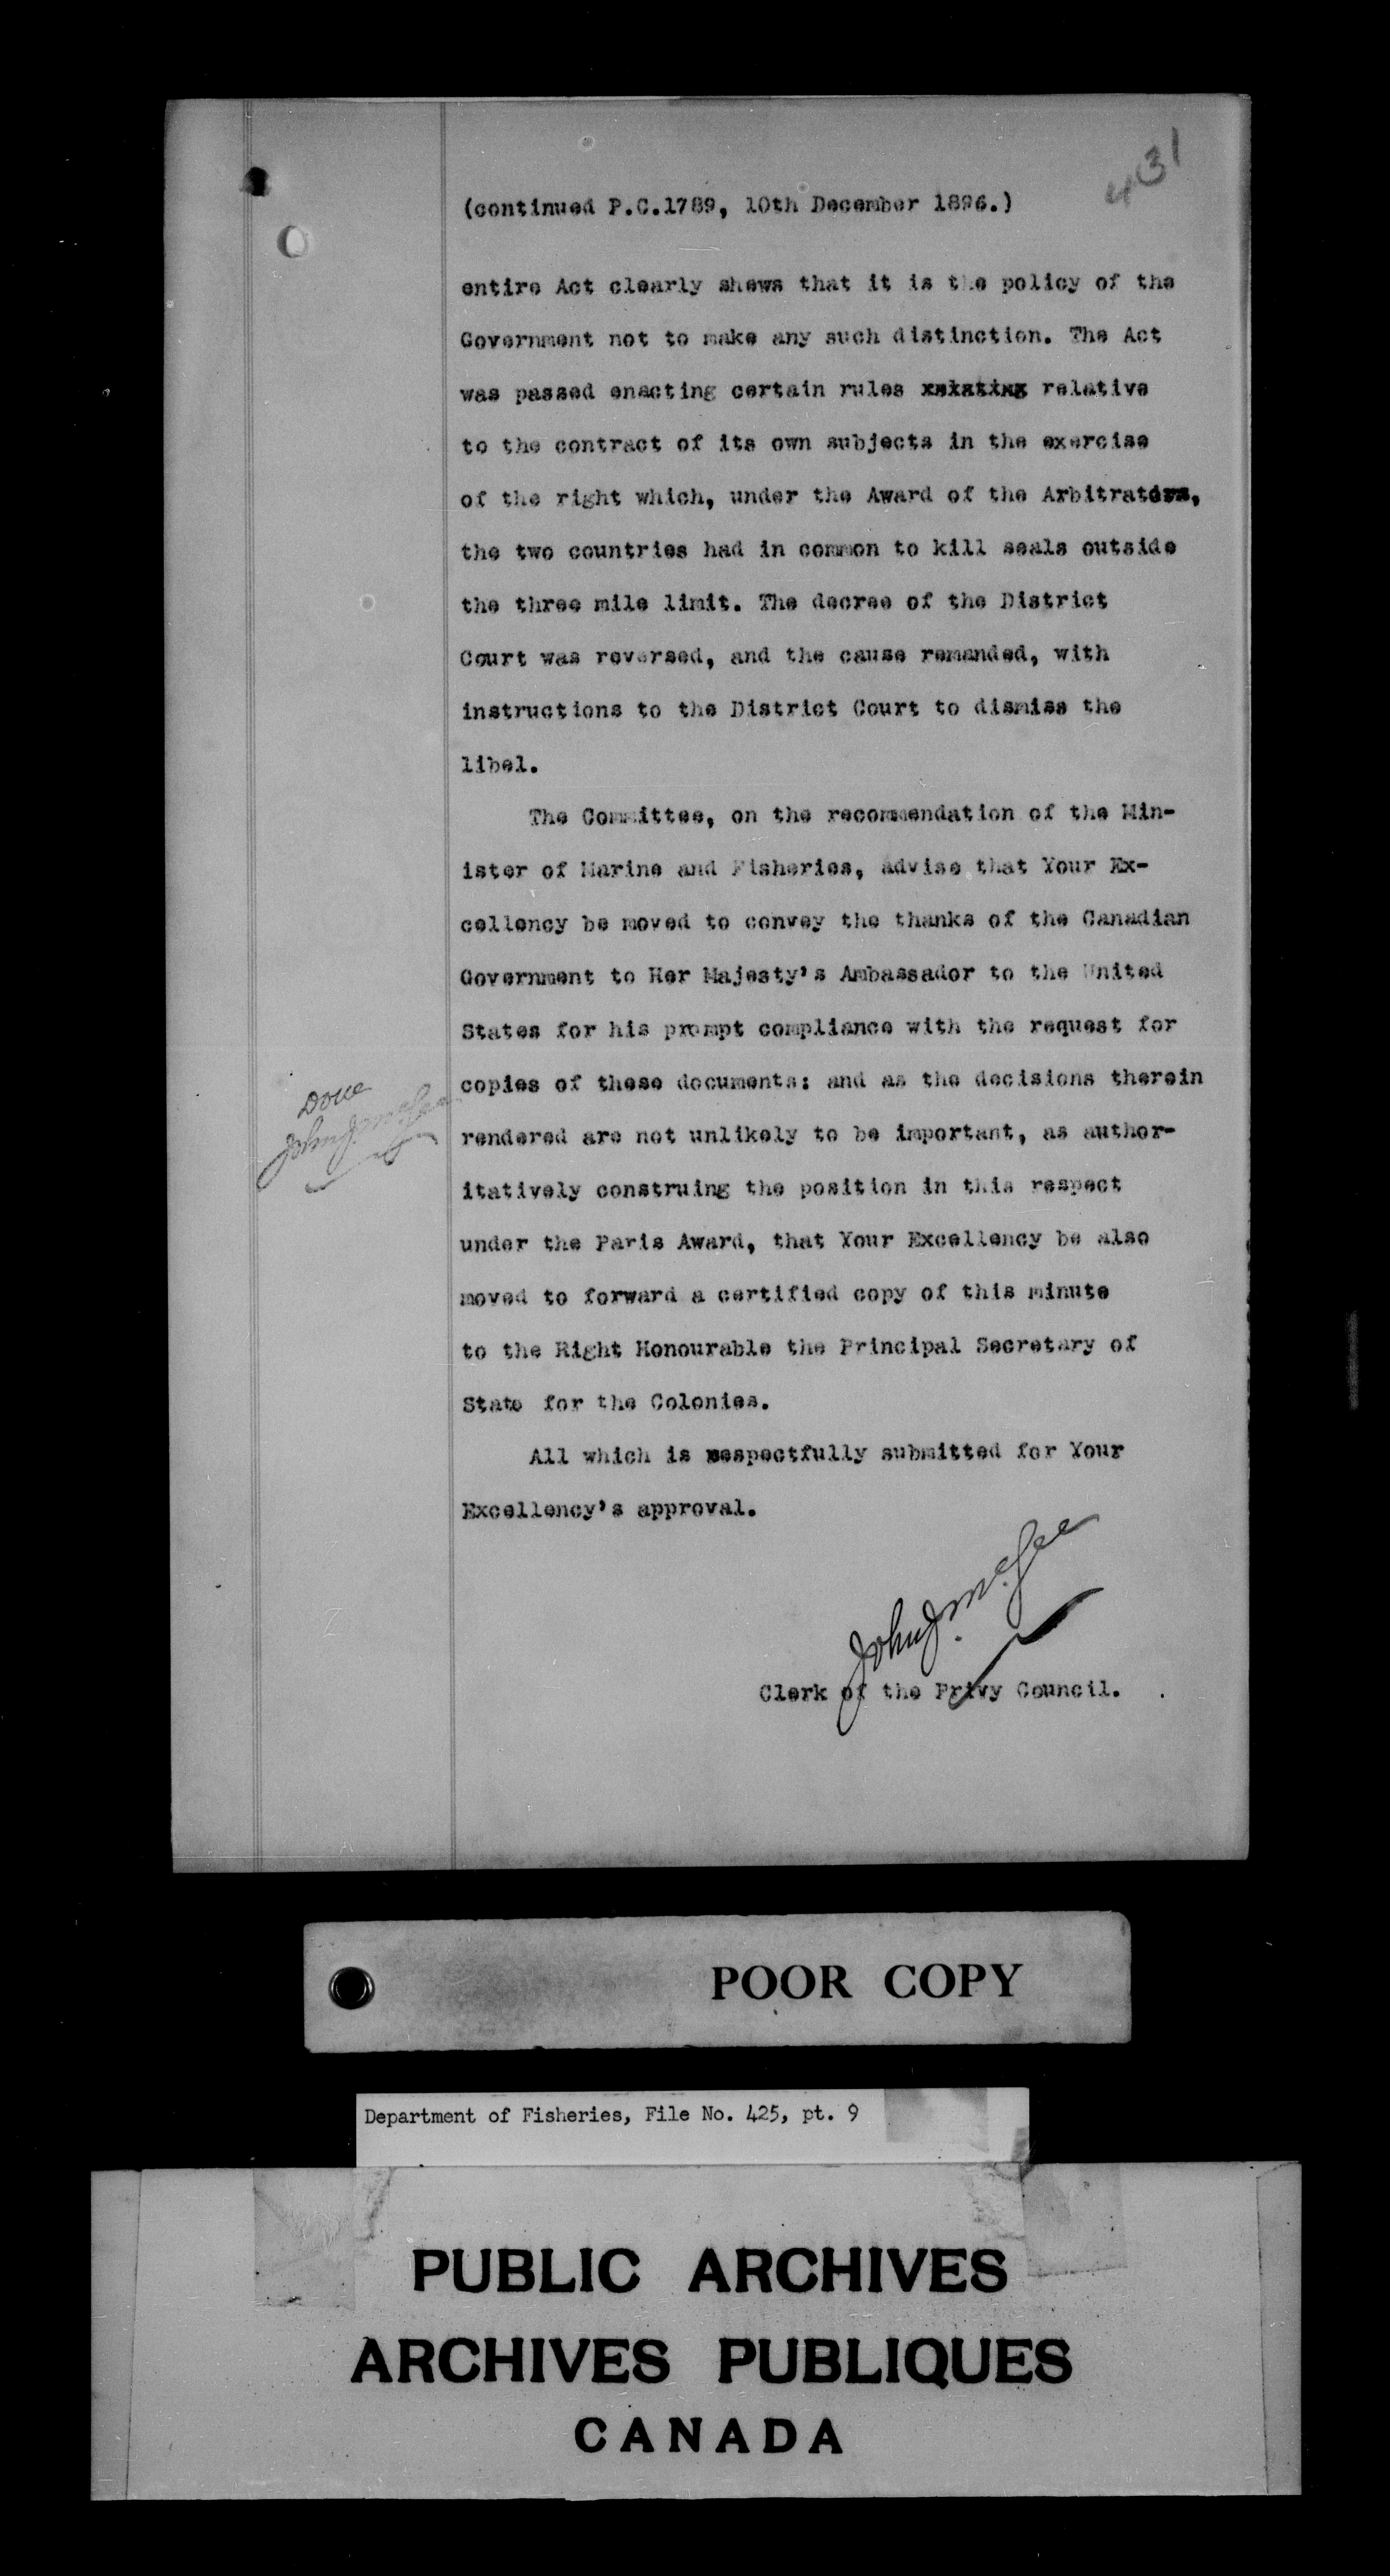 431
(continued P.C.1789, 10th December 1896.)
entire Act clearly shews that it is the policy of the
Government not to make any such distinction. The Act
was passed enacting certain rules relative
to the contract of its own subjects in the exercise
of the right which, under the Award of the Arbitrators,
the two countries had in common to kill seals outside
the three mile limit. The decree of the District
Court was reversed, and the cause remanded, with
instructions to the District Court to dismiss the
libel.
The Committee, on the recommendation of the Min-
ister of Marine and Fisheries, advise that Your Ex-
cellency be moved to convey the thanks of the Canadian
Government to Her Majesty's Ambassador to the United
States for his prompt compliance with the request for
copies of these documents: and as the decisions therein
rendered are not unlikely to be important, as author-
itatively construing the position in this respect
under the Paris Award, that Your Excellency be also
moved to forward a certified copy of this minute
to the Right Honourable the Principal Secretary of
State for the Colonies.
All which is respectfully submitted for Your
Excellency's approval.
Done
John J. McGee
John J. McGee
Clerk of the Privy Council.
POOR COPY
Department of Fisheries, File No. 425, pt. 9
PUBLIC ARCHIVES
ARCHIVES PUBLIQUES
CANADA